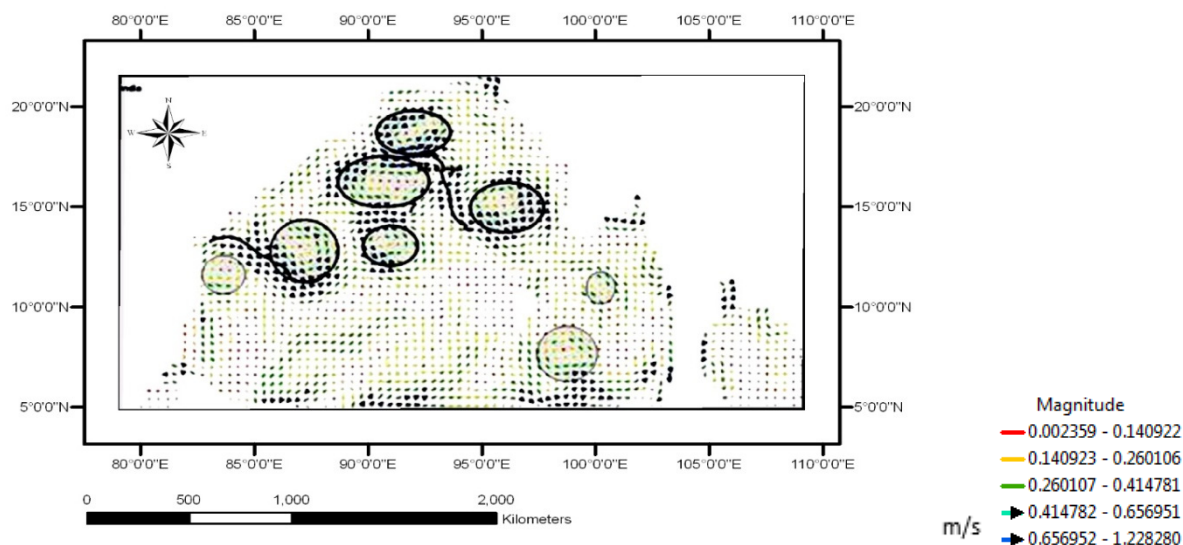 80°0'0"E 85°0'0"E 90°0'0"E 95°0'0"E 100°0'0"E 105°0'0"E 110°0'0"E
India
N
W E
S
20°0'0"N 20°0'0"N
15°0'0"N 15°0'0"N
10°0'0"N 10°0'0"N
5°0'0"N 5°0'0"N
80°0'0"E 85°0'0"E 90°0'0"E 95°0'0"E 100°0'0"E 105°0'0"E 110°0'0"E
0 500 1,000 2,000
Kilometers
Magnitude
0.002359 - 0.140922
0.140923 - 0.260106
0.260107 - 0.414781
0.414782 - 0.656951
m/s 0.656952 - 1.228280